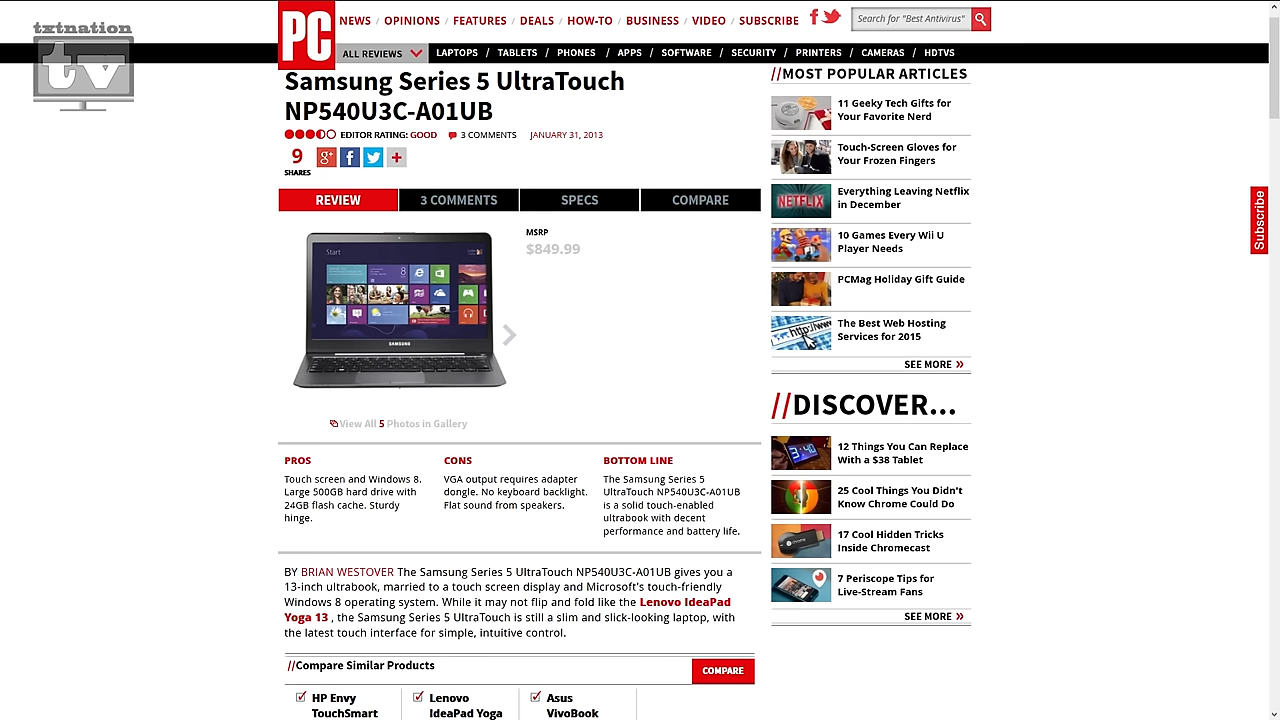 txtnation
tv
PC
NEWS / OPINIONS / FEATURES / DEALS / HOW-TO / BUSINESS / VIDEO / SUBSCRIBE
Search for "Best Antivirus"
ALL REVIEWS
LAPTOPS / TABLETS / PHONES / APPS / SOFTWARE / SECURITY / PRINTERS / CAMERAS / HDTVS
Samsung Series 5 UltraTouch
NP540U3C-A01UB
EDITOR RATING: GOOD 3 COMMENTS JANUARY 31, 2013
9
SHARES
REVIEW 3 COMMENTS SPECS COMPARE
MSRP
$849.99
Start
SAMSUNG
View All 5 Photos in Gallery
PROS
Touch screen and Windows 8.
Large 500GB hard drive with
24GB flash cache. Sturdy
hinge.
CONS
VGA output requires adapter
dongle. No keyboard backlight.
Flat sound from speakers.
BOTTOM LINE
The Samsung Series 5
UltraTouch NP540U3C-A01UB
is a solid touch-enabled
ultrabook with decent
performance and battery life.
BY BRIAN WESTOVER The Samsung Series 5 UltraTouch NP540U3C-A01UB gives you a
13-inch ultrabook, married to a touch screen display and Microsoft's touch-friendly
Windows 8 operating system. While it may not flip and fold like the Lenovo IdeaPad
Yoga 13 , the Samsung Series 5 UltraTouch is still a slim and slick-looking laptop, with
the latest touch interface for simple, intuitive control.
//Compare Similar Products
COMPARE
HP Envy
TouchSmart
Lenovo
IdeaPad Yoga
Asus
VivoBook
//MOST POPULAR ARTICLES
11 Geeky Tech Gifts for
Your Favorite Nerd
Touch-Screen Gloves for
Your Frozen Fingers
NETFLIX
Everything Leaving Netflix
in December
10 Games Every Wii U
Player Needs
PCMag Holiday Gift Guide
http://www
The Best Web Hosting
Services for 2015
SEE MORE »
//DISCOVER...
3:40
12 Things You Can Replace
With a $38 Tablet
25 Cool Things You Didn't
Know Chrome Could Do
chrome
17 Cool Hidden Tricks
Inside Chromecast
7 Periscope Tips for
Live-Stream Fans
SEE MORE »
Subscribe